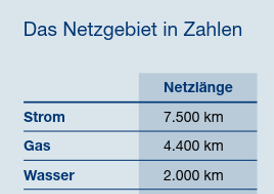 Das Netzgebiet in Zahlen
Netzlänge
Strom 7.500 km
Gas 4.400 km
Wasser 2.000 km